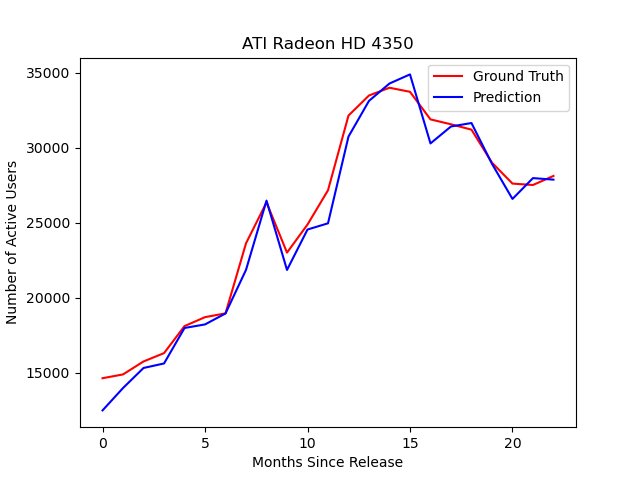 ATI Radeon HD 4350
Ground Truth
Prediction
Number of Active Users
35000
30000
25000
20000
15000
0 5 10 15 20
Months Since Release